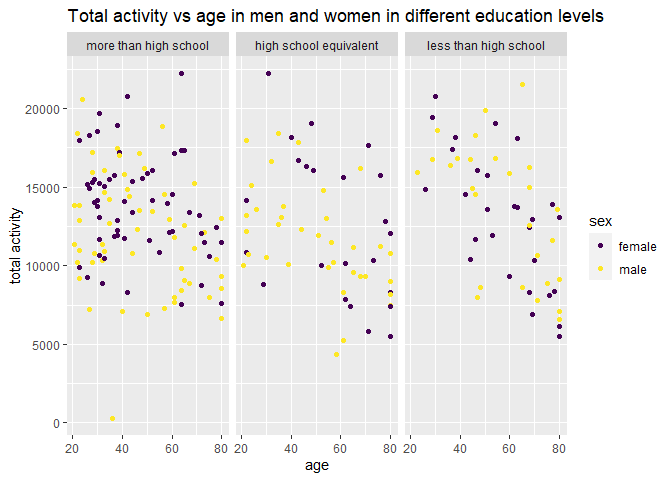 Total activity vs age in men and women in different education levels
more than high school high school equivalent less than high school
20000
15000
10000
5000
0
20 40 60 80 20 40 60 80 20 40 60 80
age
total activity
sex
female
male